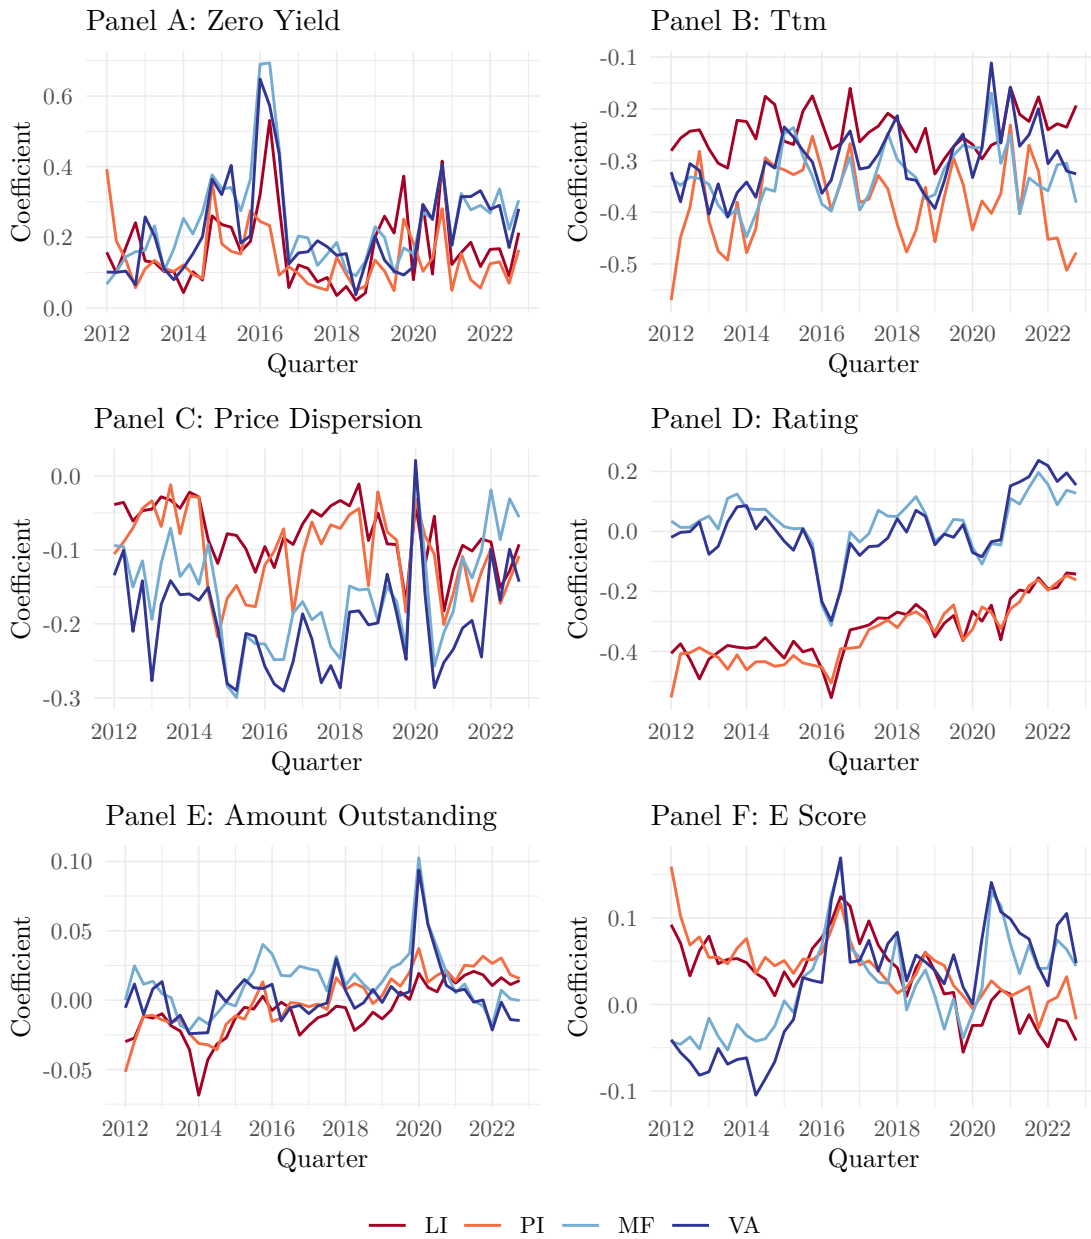 Panel A: Zero Yield
Coefficient
0.6
0.4
0.2
0.0
2012 2014 2016 2018 2020 2022
Quarter
Panel B: Ttm
Coefficient
-0.1
-0.2
-0.3
-0.4
-0.5
2012 2014 2016 2018 2020 2022
Quarter
Panel C: Price Dispersion
Coefficient
0.0
-0.1
-0.2
-0.3
2012 2014 2016 2018 2020 2022
Quarter
Panel D: Rating
Coefficient
0.2
0.0
-0.2
-0.4
2012 2014 2016 2018 2020 2022
Quarter
Panel E: Amount Outstanding
Coefficient
0.10
0.05
0.00
-0.05
2012 2014 2016 2018 2020 2022
Quarter
Panel F: E Score
Coefficient
0.1
0.0
-0.1
2012 2014 2016 2018 2020 2022
Quarter
LI PI MF VA